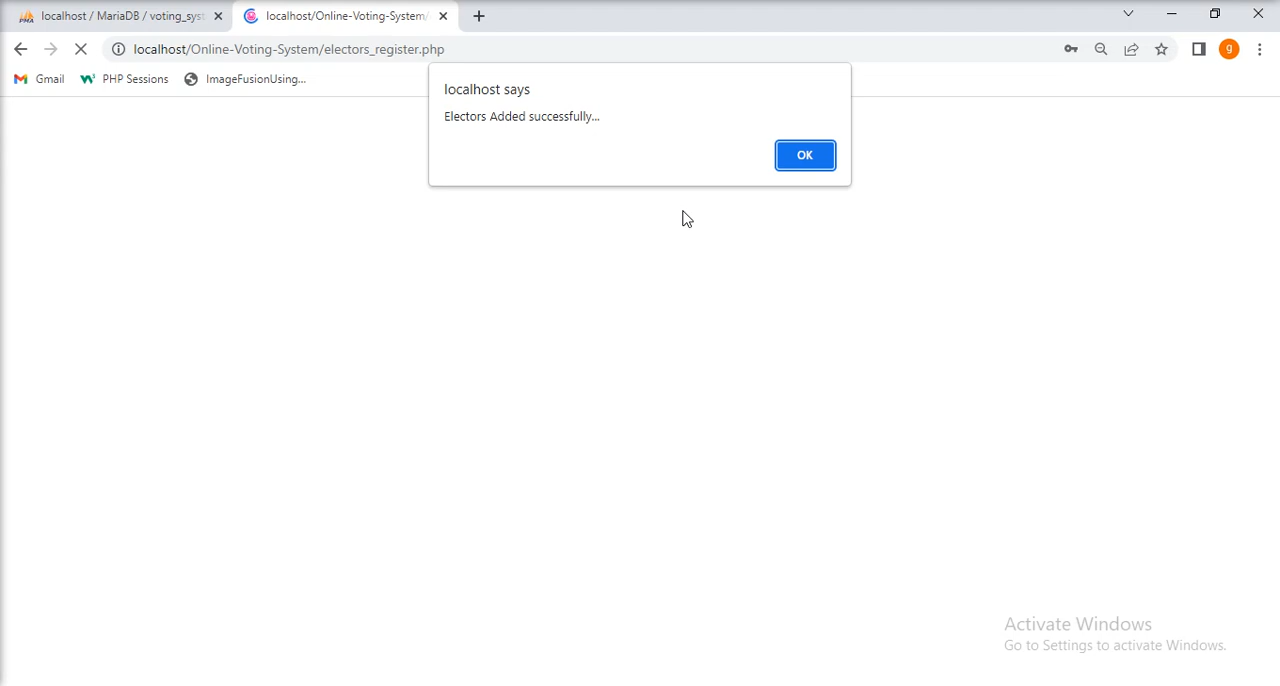 localhost / MariaDB / voting_syst
localhost/Online-Voting-System/
localhost/Online-Voting-System/electors_register.php
g
Gmail
PHP Sessions
ImageFusionUsing...
localhost says
Electors Added successfully...
OK
Activate Windows
Go to Settings to activate Windows.